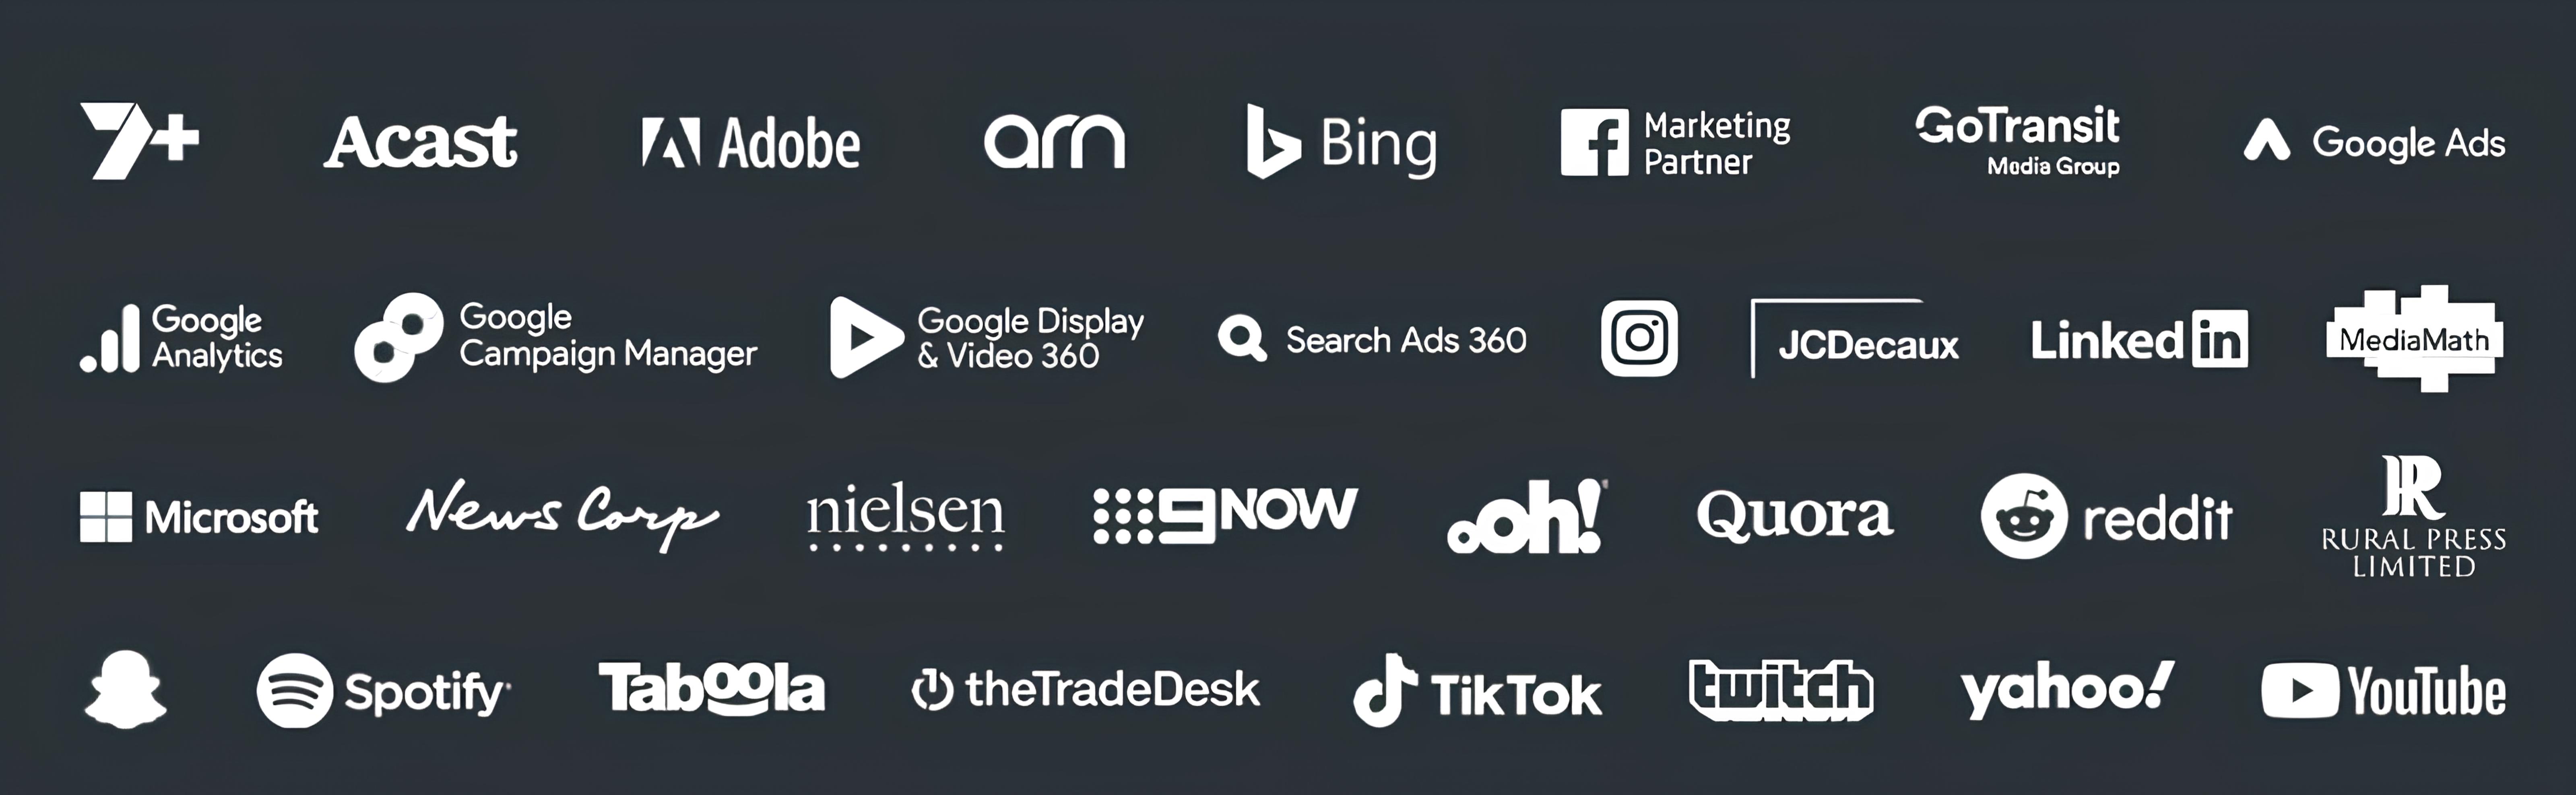 7+
Acast
Adobe
arn
Bing
Marketing
Partner
GoTransit
Media Group
Google Ads
Google
Analytics
Google
Campaign Manager
Google Display
& Video 360
Search Ads 360
JCDecaux
Linked in
MediaMath
Microsoft
News Corp
nielsen
9NOW
oh!
Quora
reddit
RURAL PRESS
LIMITED
Spotify
Taboola
theTradeDesk
TikTok
twitch
yahoo!
YouTube